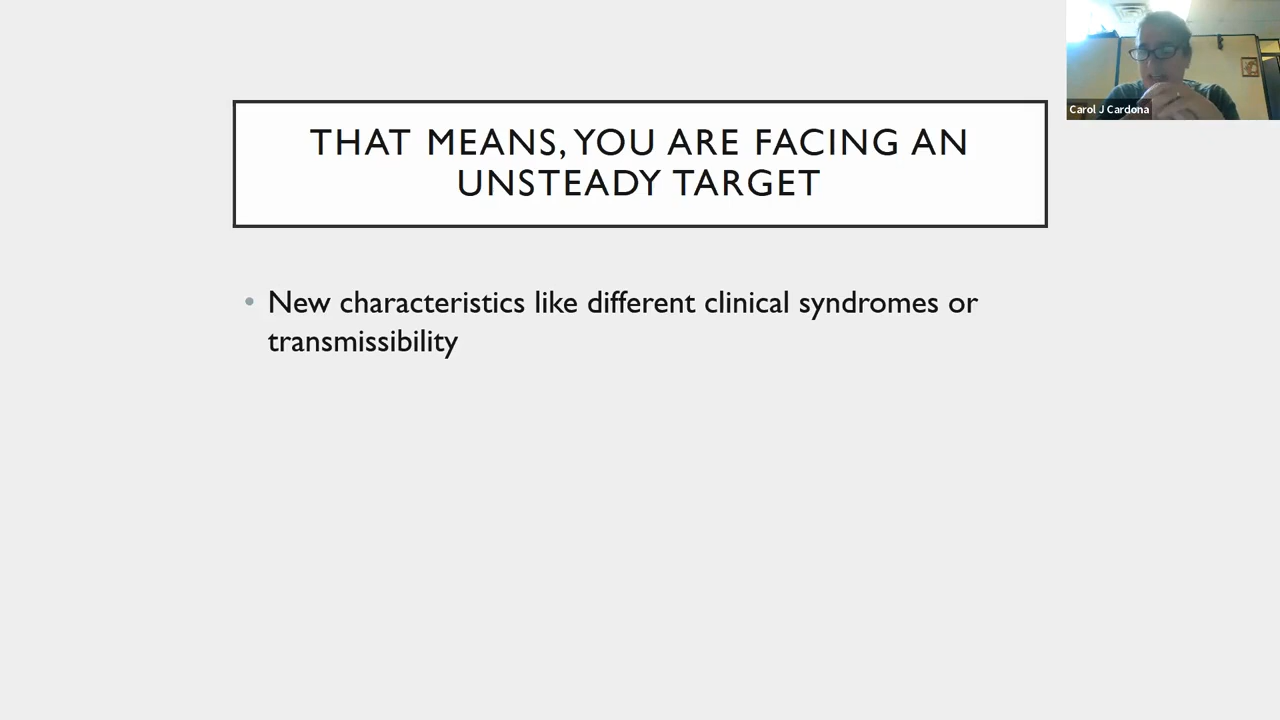 Carol J Cardona
THAT MEANS, YOU ARE FACING AN
UNSTEADY TARGET
• New characteristics like different clinical syndromes or
transmissibility